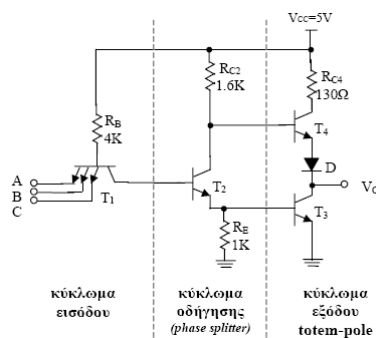 Vcc=5V
RC2
1.6K
RC4
130Ω
RB
4K
T4
A
B
C
T1
T2
D
T3
RE
1K
κύκλωμα
εισόδου
κύκλωμα
οδήγησης
(phase splitter)
κύκλωμα
εξόδου
totem-pole